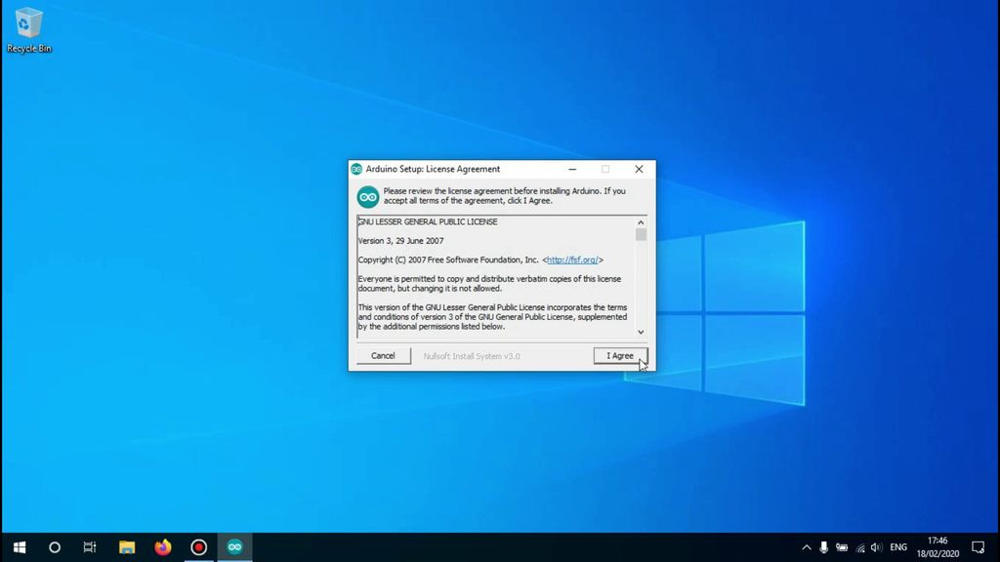 Recycle Bin
Arduino Setup: License Agreement
Please review the license agreement before installing Arduino. If you
accept all terms of the agreement, click I Agree.
GNU LESSER GENERAL PUBLIC LICENSE
Version 3, 29 June 2007
Copyright (C) 2007 Free Software Foundation, Inc. <http://fsf.org/>
Everyone is permitted to copy and distribute verbatim copies of this license
document, but changing it is not allowed.
This version of the GNU Lesser General Public License incorporates the terms
and conditions of version 3 of the GNU General Public License, supplemented
by the additional permissions listed below.
Cancel
Nullsoft Install System v3.0
I Agree
ENG
17:46
18/02/2020